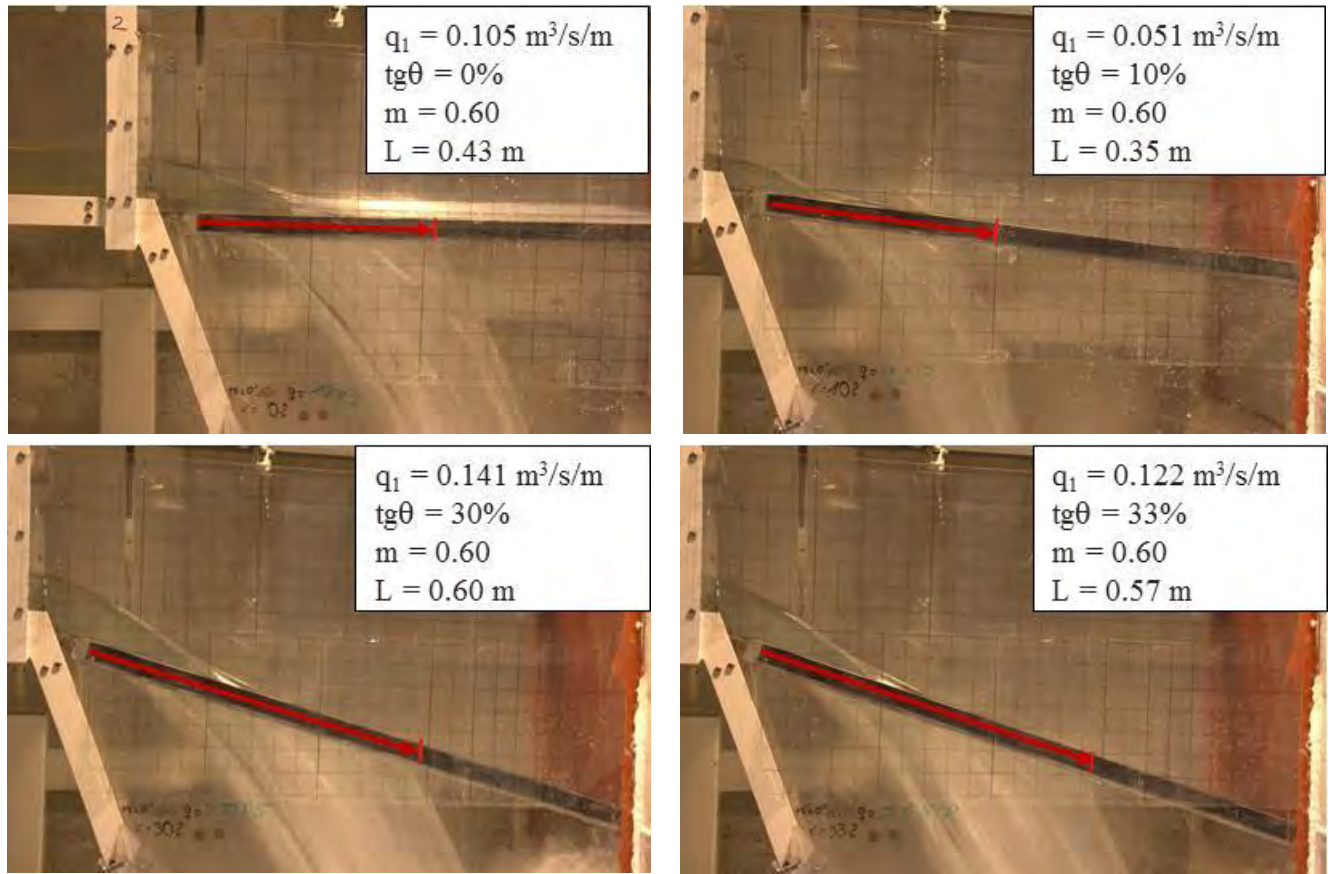 2
q₁ = 0.105 m³/s/m
tgθ = 0%
m = 0.60
L = 0.43 m
q₁ = 0.051 m³/s/m
tgθ = 10%
m = 0.60
L = 0.35 m
q₁ = 0.141 m³/s/m
tgθ = 30%
m = 0.60
L = 0.60 m
q₁ = 0.122 m³/s/m
tgθ = 33%
m = 0.60
L = 0.57 m